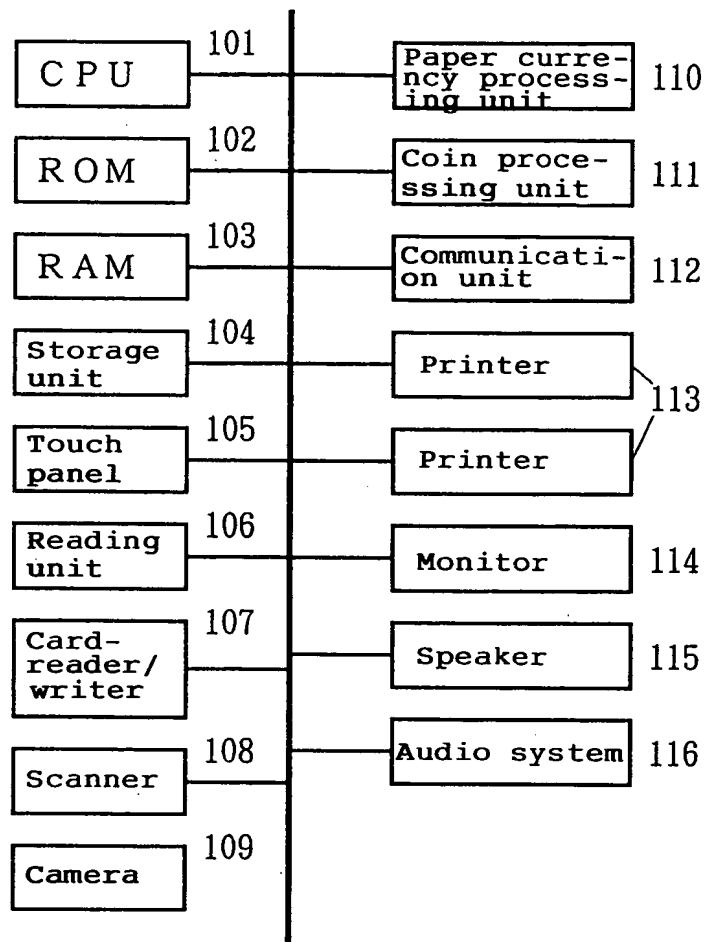 101
CPU
102
ROM
103
RAM
104
Storage
unit
105
Touch
panel
106
Reading
unit
107
Card-
reader/
writer
108
Scanner
109
Camera
Paper curre-
ncy process-
ing unit
110
Coin proce-
ssing unit
111
Communicati-
on unit
112
Printer
113
Printer
Monitor
114
Speaker
115
Audio system
116